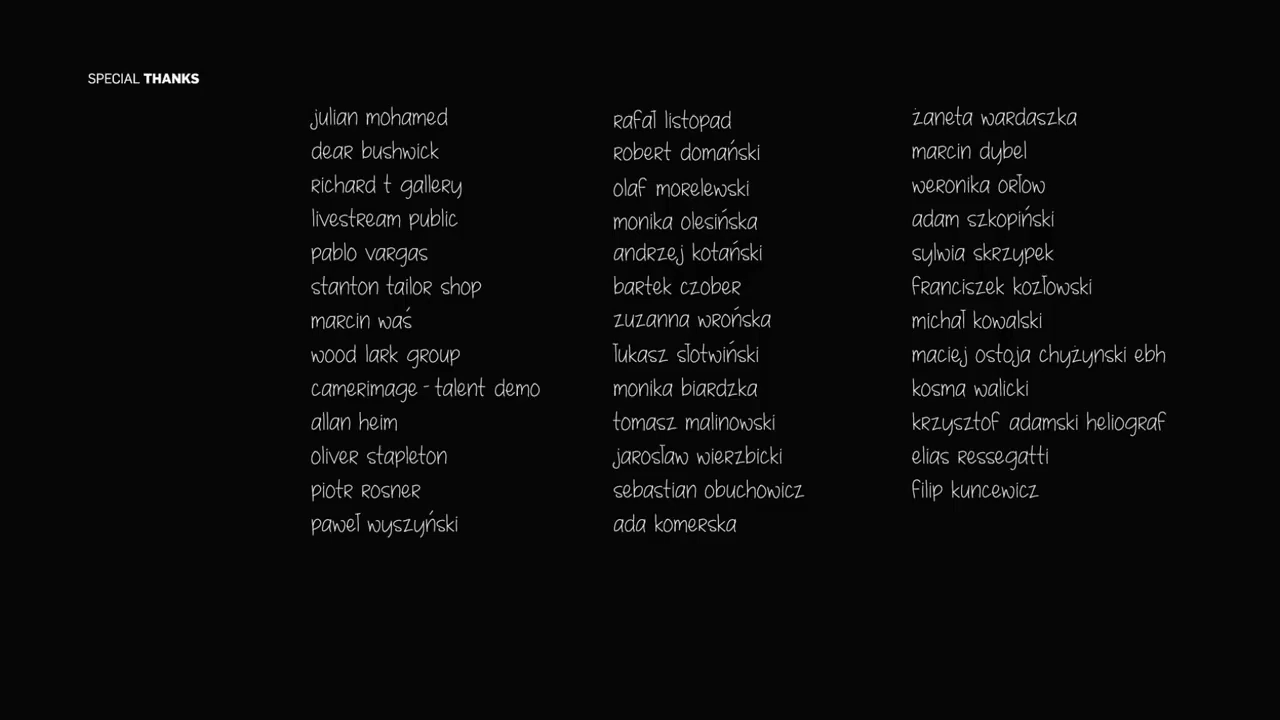 SPECIAL THANKS
julian mohamed
dear bushwick
richard t gallery
livestream public
pablo vargas
stanton tailor shop
marcin waś
wood lark group
camerimage - talent demo
allan heim
oliver stapleton
piotr rosner
paweł wyszyński
rafał listopad
robert domański
olaf morelewski
monika olesińska
andrzej kotański
bartek czober
zuzanna wrońska
łukasz słotwiński
monika biardzka
tomasz malinowski
jarosław wierzbicki
sebastian obuchowicz
ada komerska
żaneta wardaszka
marcin dybel
weronika orłow
adam szkopiński
sylwia skrzypek
franciszek kozłowski
michał kowalski
maciej ostoja chyżynski ebh
kosma walicki
krzysztof adamski heliograf
elias ressegatti
filip kuncewicz